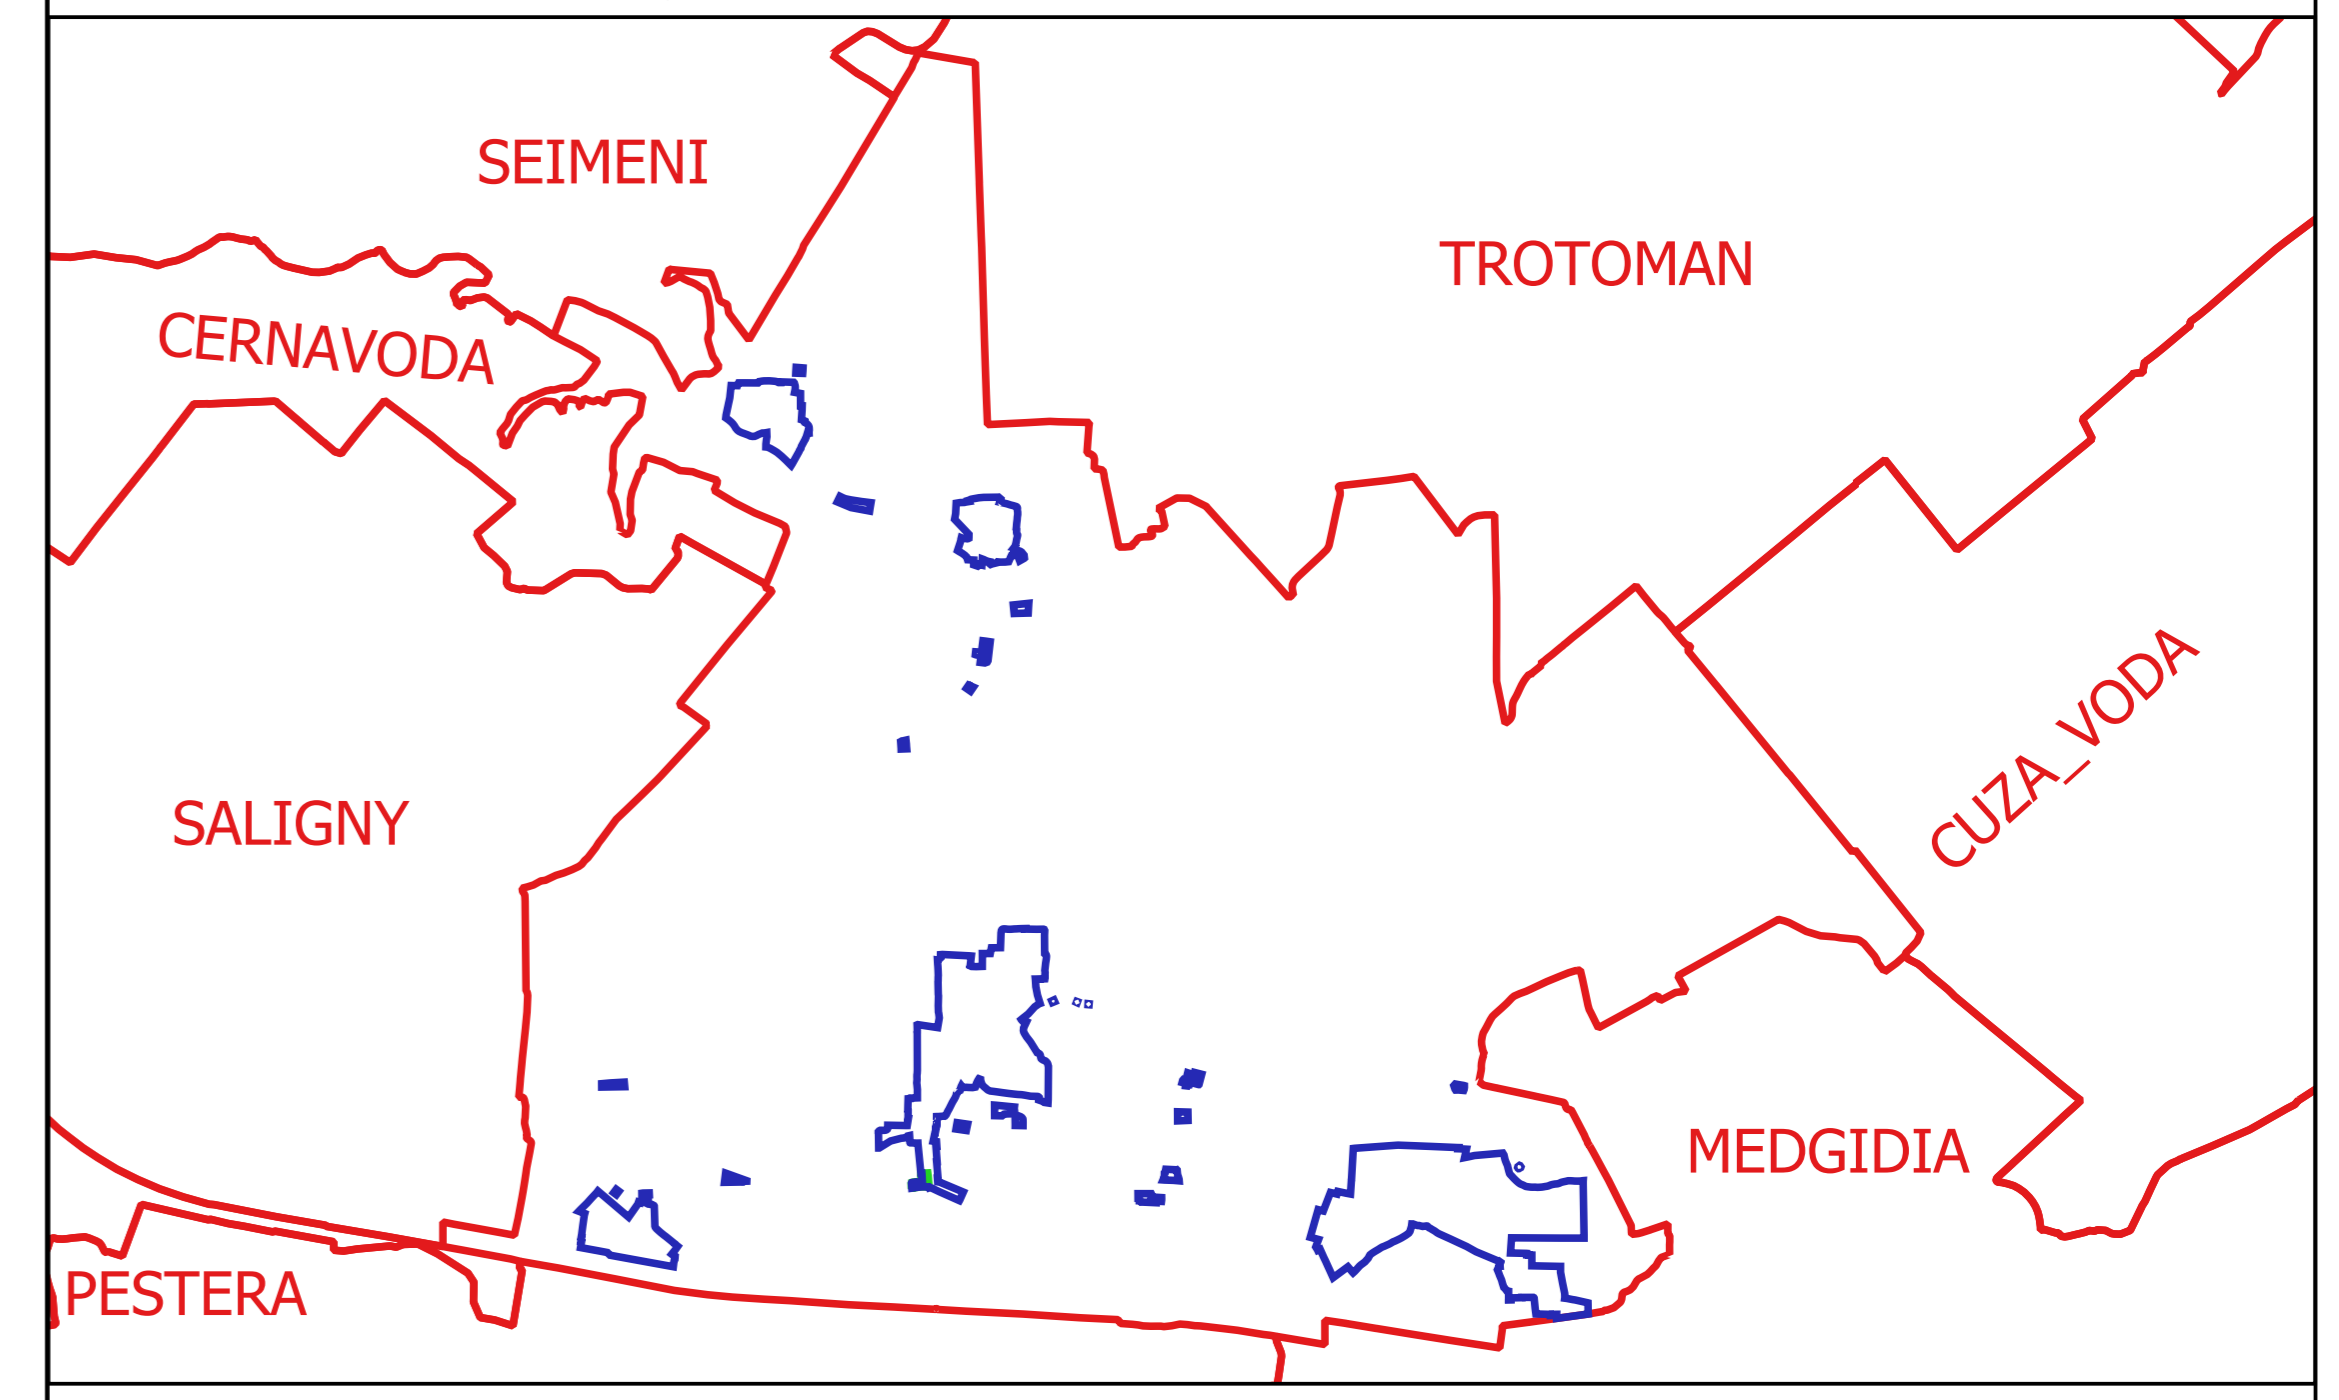 SEIMENI
TROTOMAN
CERNAVODA
CUZA_VODA
SALIGNY
MEDGIDIA
PESTERA